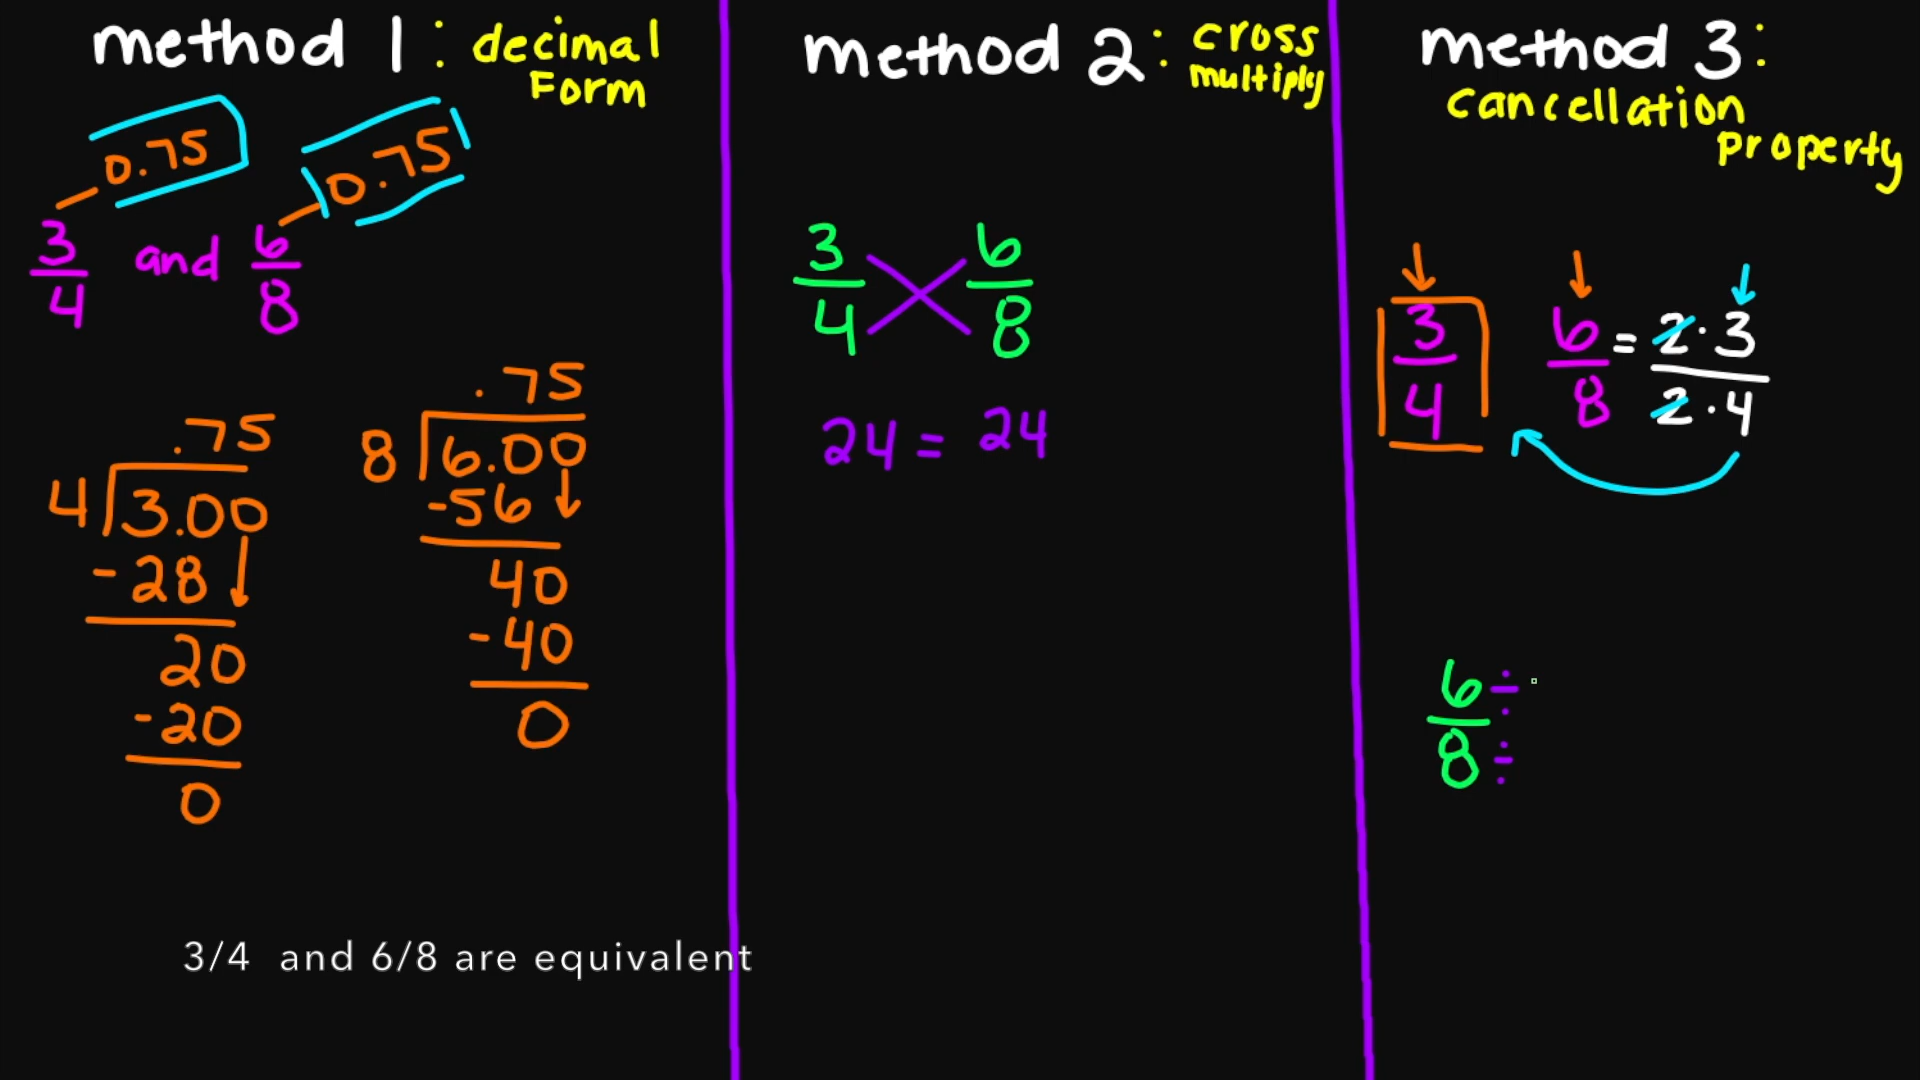 method 1 : decimal
Form
0.75
0.75
3/4 and 6/8
.75
4 3.00
-28
20
-20
0
.75
8 6.00
-56
40
-40
0
3/4 and 6/8 are equivalent
method 2 : cross
multiply
3/4 6/8
24 = 24
method 3 :
cancellation
property
3/4 6/8 = 2·3/2·4
6÷
8÷